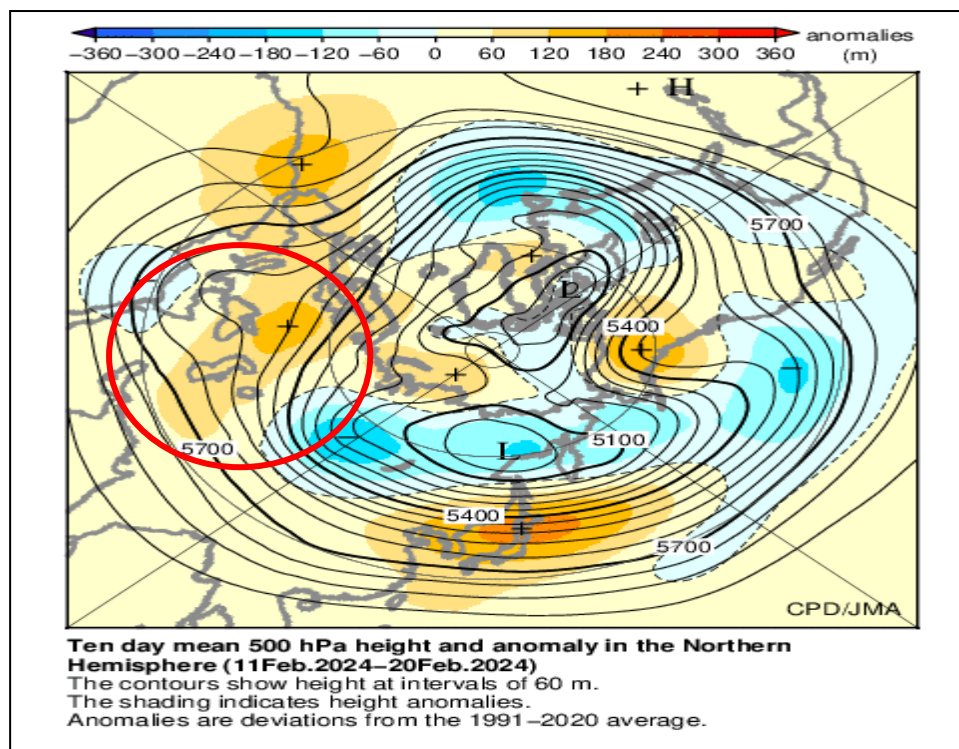 anomalies
−360 −300 −240 −180 −120 −60 0 60 120 180 240 300 360 (m)
+ H
+
5700
+
L
+
5400
+
+
−
5700
−
L
5100
5400
+
5700
CPD/JMA
Ten day mean 500 hPa height and anomaly in the Northern
Hemisphere (11Feb.2024−20Feb.2024)
The contours show height at intervals of 60 m.
The shading indicates height anomalies.
Anomalies are deviations from the 1991−2020 average.